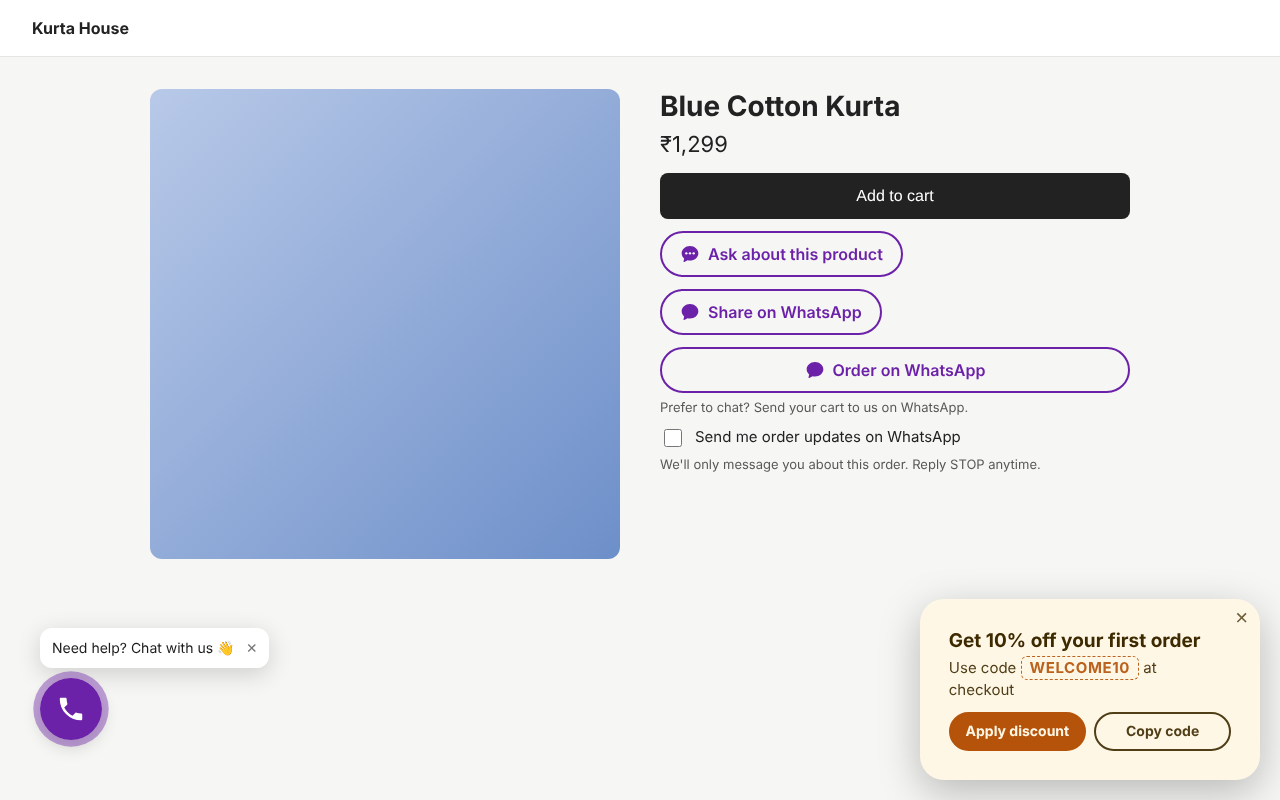 Kurta House
Blue Cotton Kurta
₹1,299
Add to cart
Ask about this product
Share on WhatsApp
Order on WhatsApp
Prefer to chat? Send your cart to us on WhatsApp.
Send me order updates on WhatsApp
We'll only message you about this order. Reply STOP anytime.
Need help? Chat with us 👋 ✕
✕
Get 10% off your first order
Use code WELCOME10 at
checkout
Apply discount Copy code